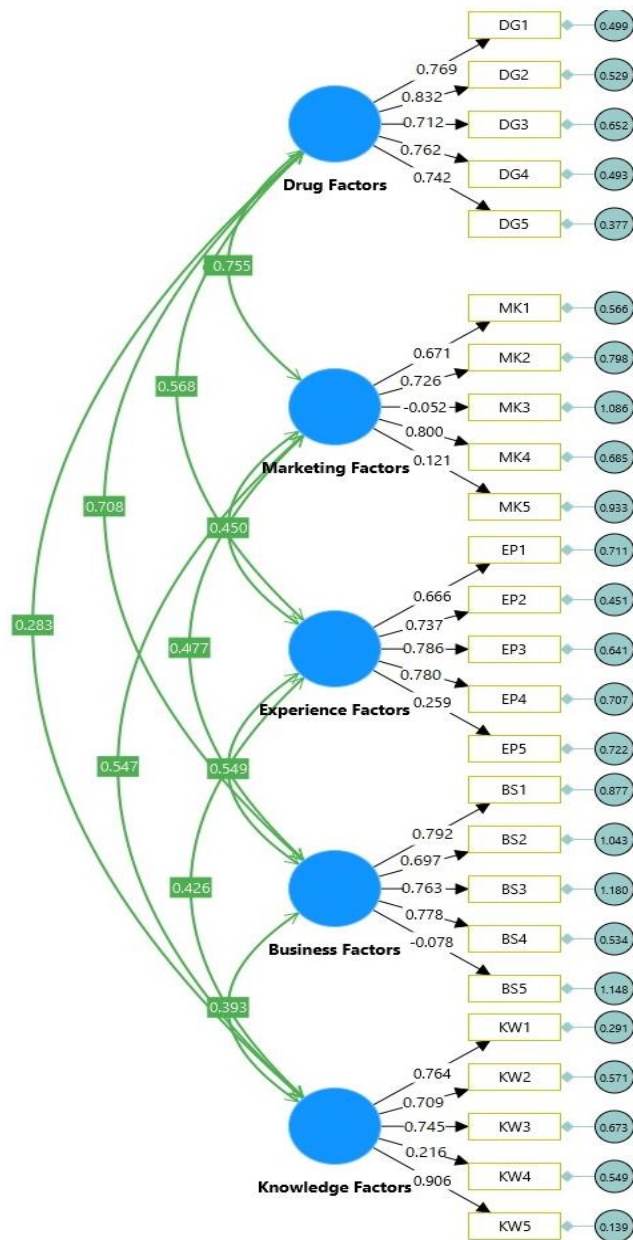 DG1 0.499
0.769
DG2 0.529
0.832
DG3 0.652
0.712
DG4 0.493
0.762
DG5 0.377
0.742
Drug Factors
0.755
MK1 0.566
0.671
MK2 0.798
0.726
MK3 1.086
-0.052
MK4 0.685
0.800
MK5 0.933
0.121
Marketing Factors
0.568
0.708
0.450
0.283
EP1 0.711
0.666
EP2 0.451
0.737
EP3 0.641
0.786
EP4 0.707
0.780
EP5 0.722
0.259
Experience Factors
0.477
0.547
0.549
BS1 0.877
0.792
BS2 1.043
0.697
BS3 1.180
0.763
BS4 0.534
0.778
BS5 1.148
-0.078
Business Factors
0.426
0.393
KW1 0.291
0.764
KW2 0.571
0.709
KW3 0.673
0.745
KW4 0.549
0.216
KW5 0.139
0.906
Knowledge Factors